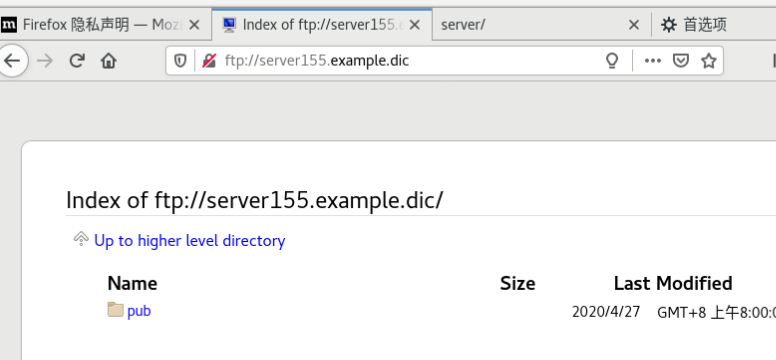 m Firefox 隐私声明 — Moz Index of ftp://server155. server/ 首选项
ftp://server155.example.dic
Index of ftp://server155.example.dic/
Up to higher level directory
Name Size Last Modified
pub 2020/4/27 GMT+8 上午8:00:0